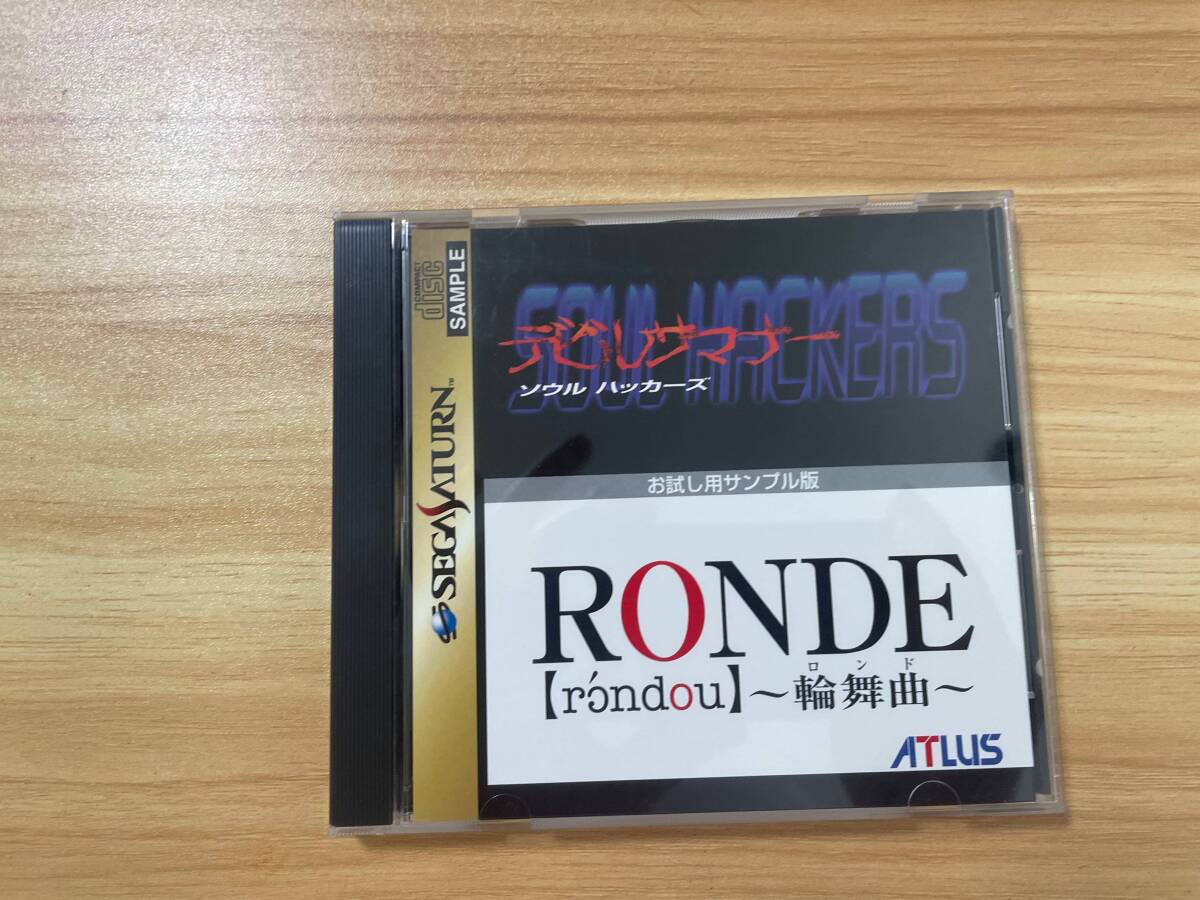 COMPACT
disc
SAMPLE
SEGA SATURN™
SOUL HACKERS
デビルサマナー
ソウル ハッカーズ
お試し用サンプル版
RONDE
【rɔ́ndou】～輪舞曲～
ロンド
ATLUS